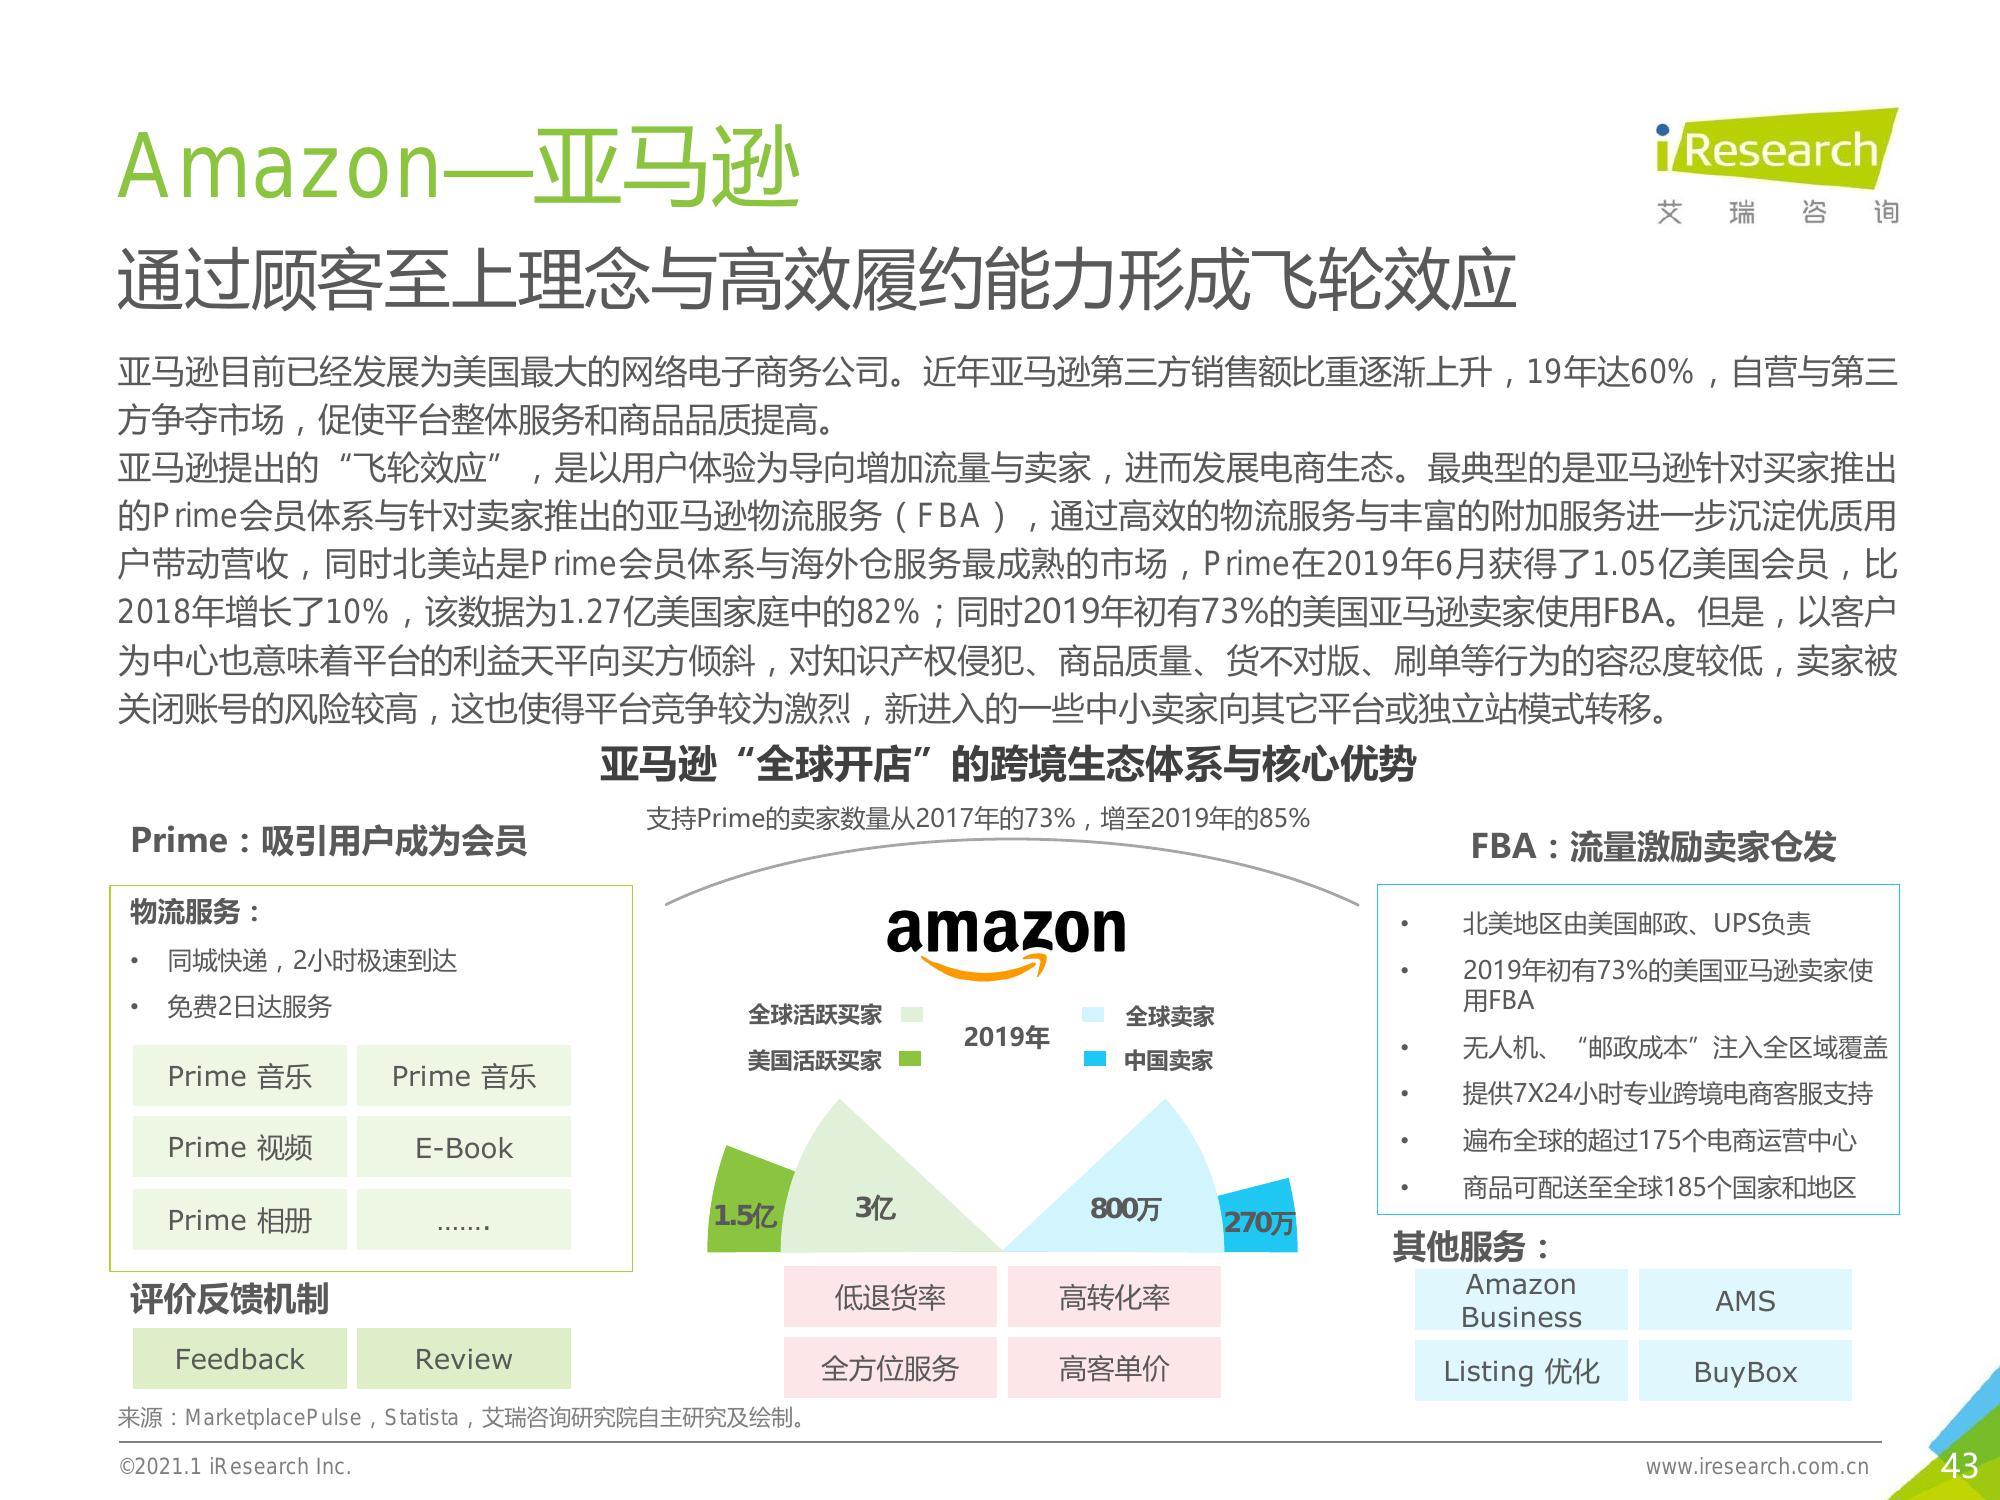 Amazon—亚马逊
iResearch
艾 瑞 咨 询
通过顾客至上理念与高效履约能力形成飞轮效应
亚马逊目前已经发展为美国最大的网络电子商务公司。近年亚马逊第三方销售额比重逐渐上升，19年达60%，自营与第三
方争夺市场，促使平台整体服务和商品品质提高。
亚马逊提出的“飞轮效应”，是以用户体验为导向增加流量与卖家，进而发展电商生态。最典型的是亚马逊针对买家推出
的Prime会员体系与针对卖家推出的亚马逊物流服务（FBA），通过高效的物流服务与丰富的附加服务进一步沉淀优质用
户带动营收，同时北美站是Prime会员体系与海外仓服务最成熟的市场，Prime在2019年6月获得了1.05亿美国会员，比
2018年增长了10%，该数据为1.27亿美国家庭中的82%；同时2019年初有73%的美国亚马逊卖家使用FBA。但是，以客户
为中心也意味着平台的利益天平向买方倾斜，对知识产权侵犯、商品质量、货不对版、刷单等行为的容忍度较低，卖家被
关闭账号的风险较高，这也使得平台竞争较为激烈，新进入的一些中小卖家向其它平台或独立站模式转移。
亚马逊“全球开店”的跨境生态体系与核心优势
支持Prime的卖家数量从2017年的73%，增至2019年的85%
Prime：吸引用户成为会员
物流服务：
• 同城快递，2小时极速到达
• 免费2日达服务
Prime 音乐
Prime 音乐
Prime 视频
E-Book
Prime 相册
…….
评价反馈机制
Feedback
Review
amazon
全球活跃买家
美国活跃买家
2019年
全球卖家
中国卖家
1.5亿
3亿
800万
270万
低退货率
高转化率
全方位服务
高客单价
FBA：流量激励卖家仓发
• 北美地区由美国邮政、UPS负责
• 2019年初有73%的美国亚马逊卖家使
用FBA
• 无人机、“邮政成本”注入全区域覆盖
• 提供7X24小时专业跨境电商客服支持
• 遍布全球的超过175个电商运营中心
• 商品可配送至全球185个国家和地区
其他服务：
Amazon
Business
AMS
Listing 优化
BuyBox
来源：MarketplacePulse，Statista，艾瑞咨询研究院自主研究及绘制。
©2021.1 iResearch Inc.
www.iresearch.com.cn
43